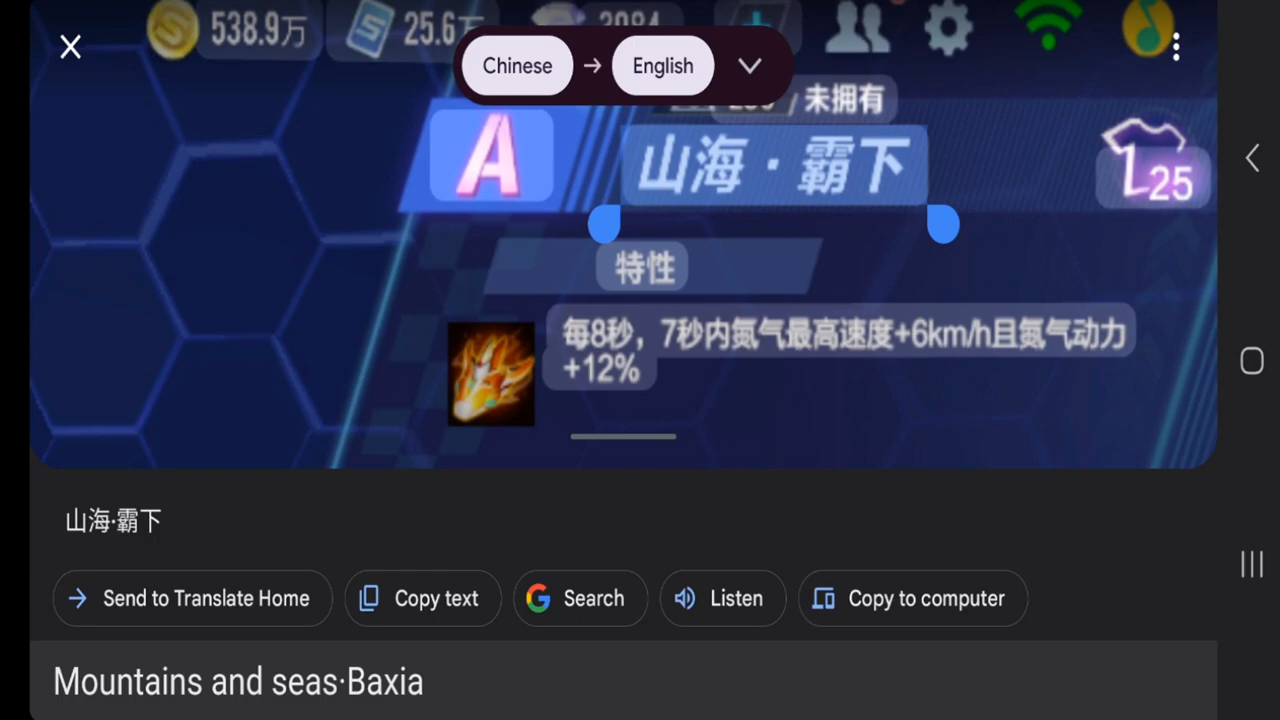 538.9万
25.6万
Chinese → English
/ 未拥有
A
山海·霸下
25
特性
每8秒，7秒内氮气最高速度+6km/h且氮气动力
+12%
山海·霸下
Send to Translate Home
Copy text
Search
Listen
Copy to computer
Mountains and seas·Baxia